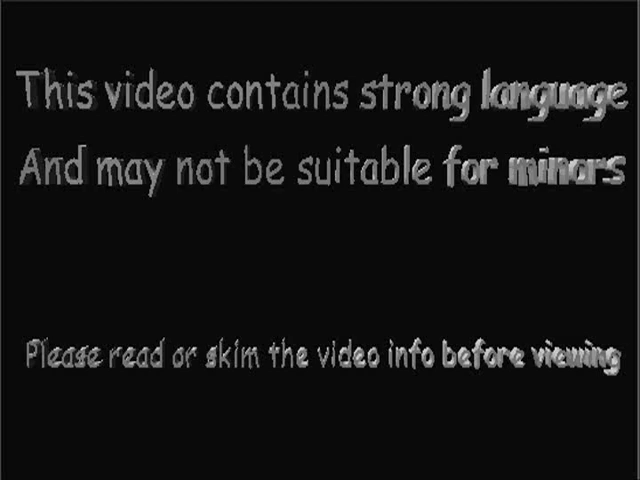 This video contains strong language
And may not be suitable for minors
Please read or skim the video info before viewing